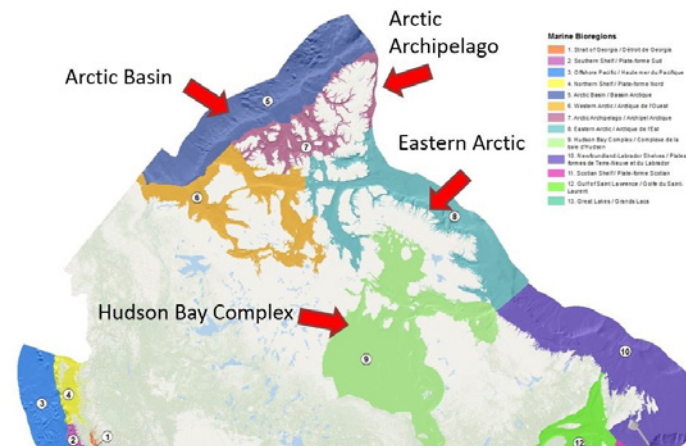 Arctic
Archipelago
Arctic Basin
Eastern Arctic
Hudson Bay Complex
Marine Bioregions
1. Strait of Georgia / Détroit de Georgia
2. Southern Shelf / Plate-forme Sud
3. Offshore Pacific / Haute mer du Pacifique
4. Northern Shelf / Plate-forme Nord
5. Arctic Basin / Bassin Arctique
6. Western Arctic / Arctique de l'Ouest
7. Arctic Archipelago / Archipel Arctique
8. Eastern Arctic / Arctique de l'Est
9. Hudson Bay Complex / Complexe de la
baie d'Hudson
10. Newfoundland-Labrador Shelves / Plates-
formes de Terre-Neuve et du Labrador
11. Scotian Shelf / Plate-forme Scotian
12. Gulf of Saint Lawrence / Golfe du Saint-
Laurent
13. Great Lakes / Grands Lacs
5
7
6
8
9
10
3
4
2
1
12